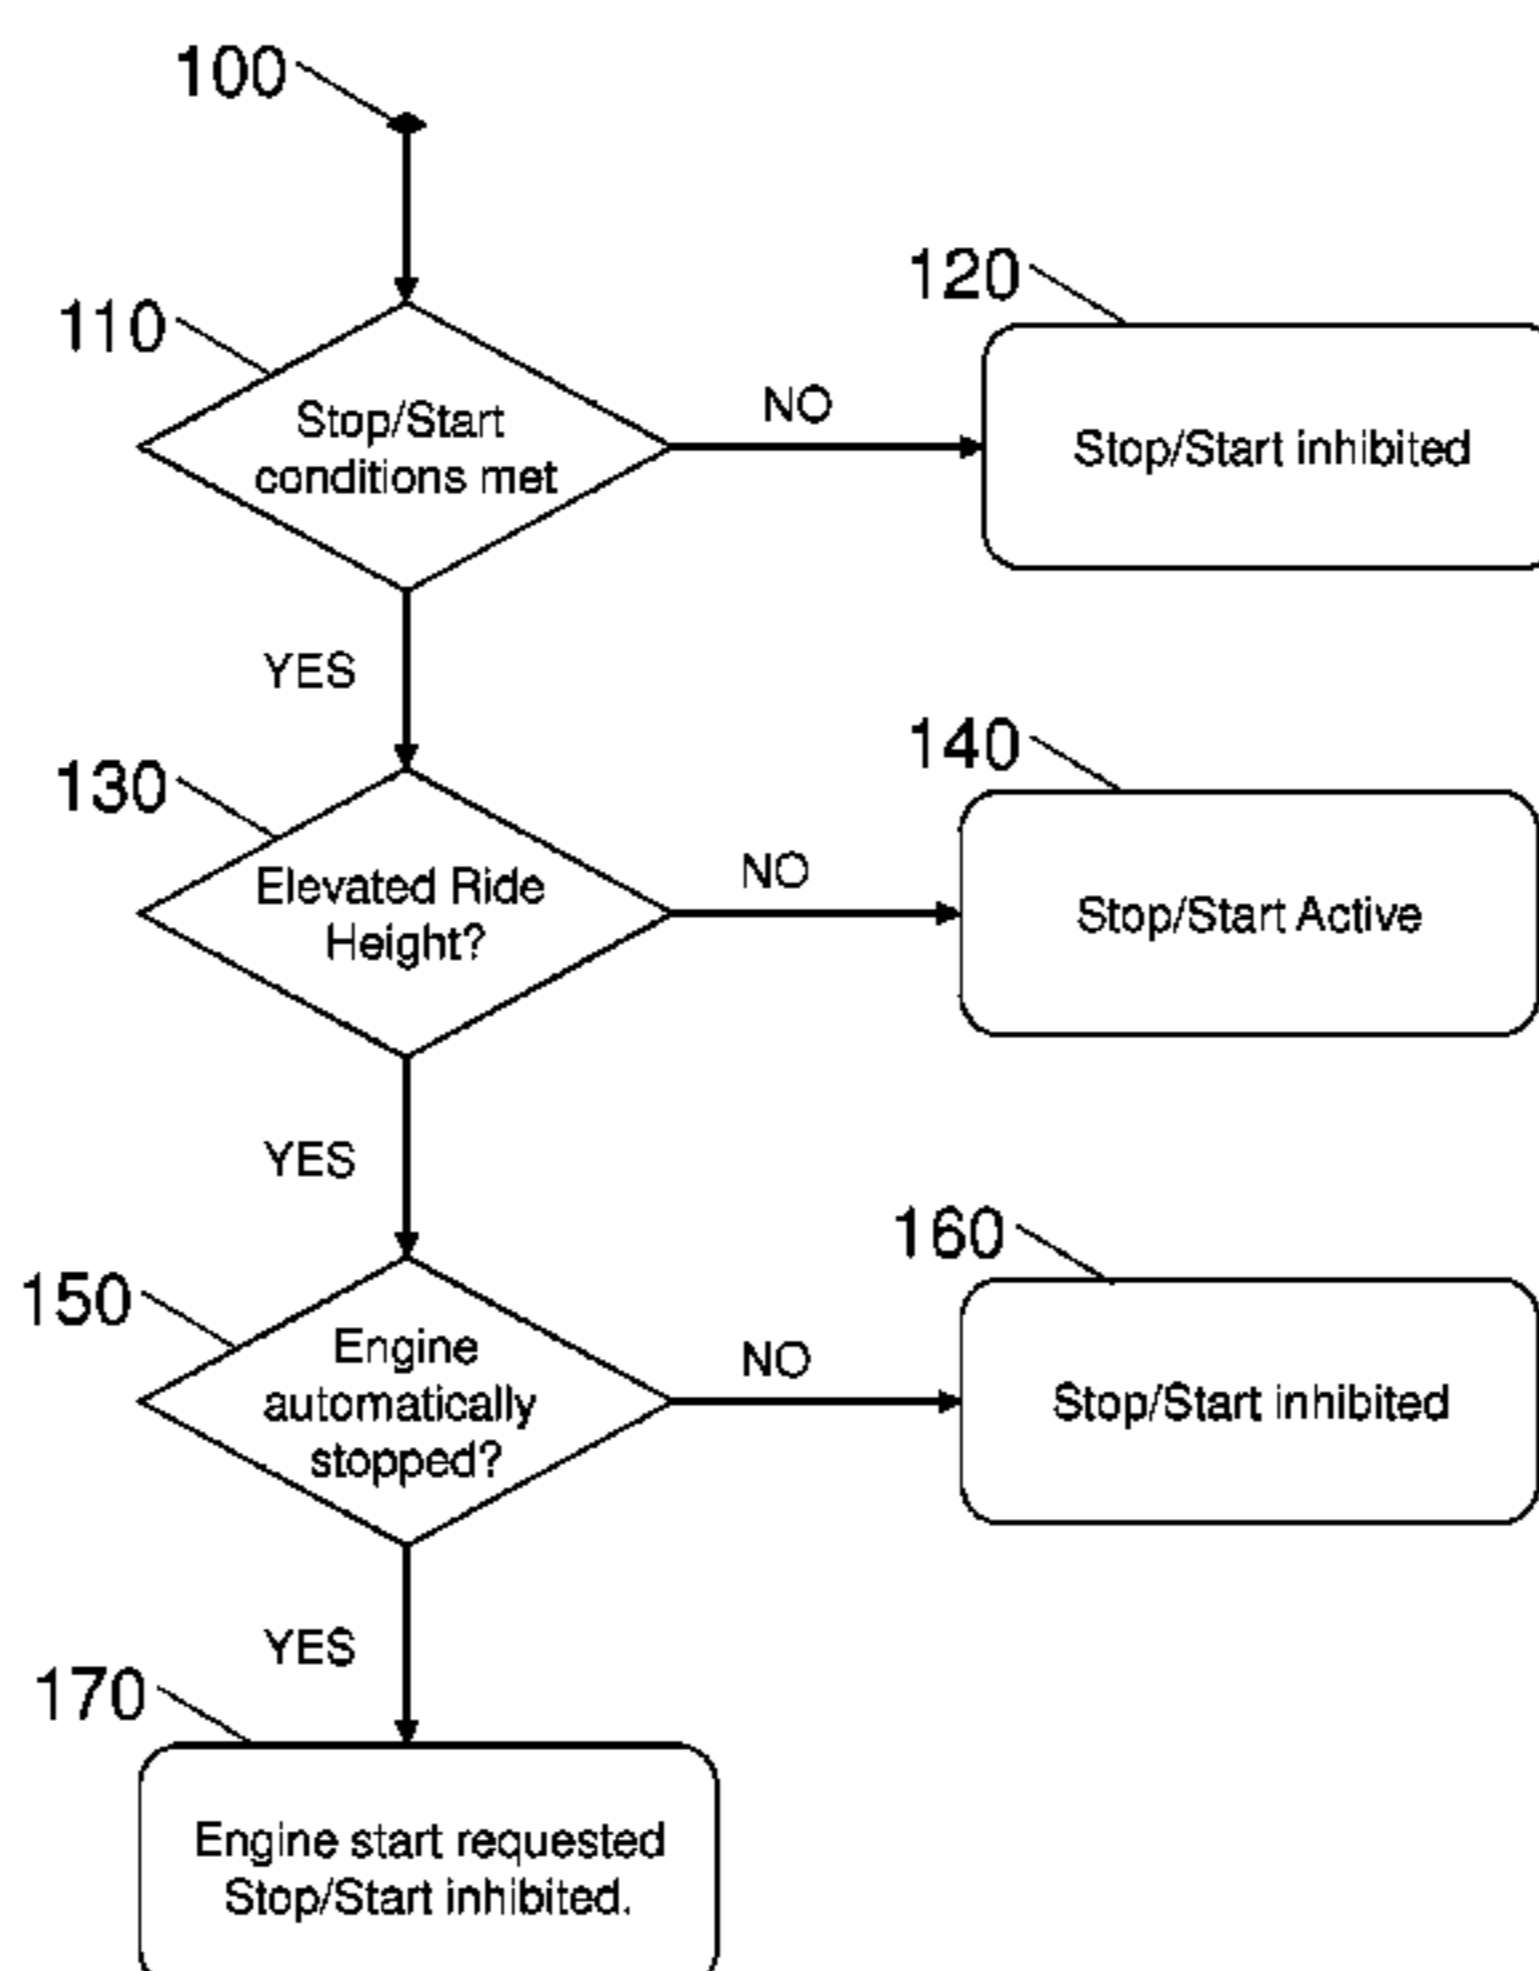 100
110
Stop/Start
conditions met
NO
120
Stop/Start inhibited
YES
130
Elevated Ride
Height?
NO
140
Stop/Start Active
YES
150
Engine
automatically
stopped?
NO
160
Stop/Start inhibited
YES
170
Engine start requested
Stop/Start inhibited.